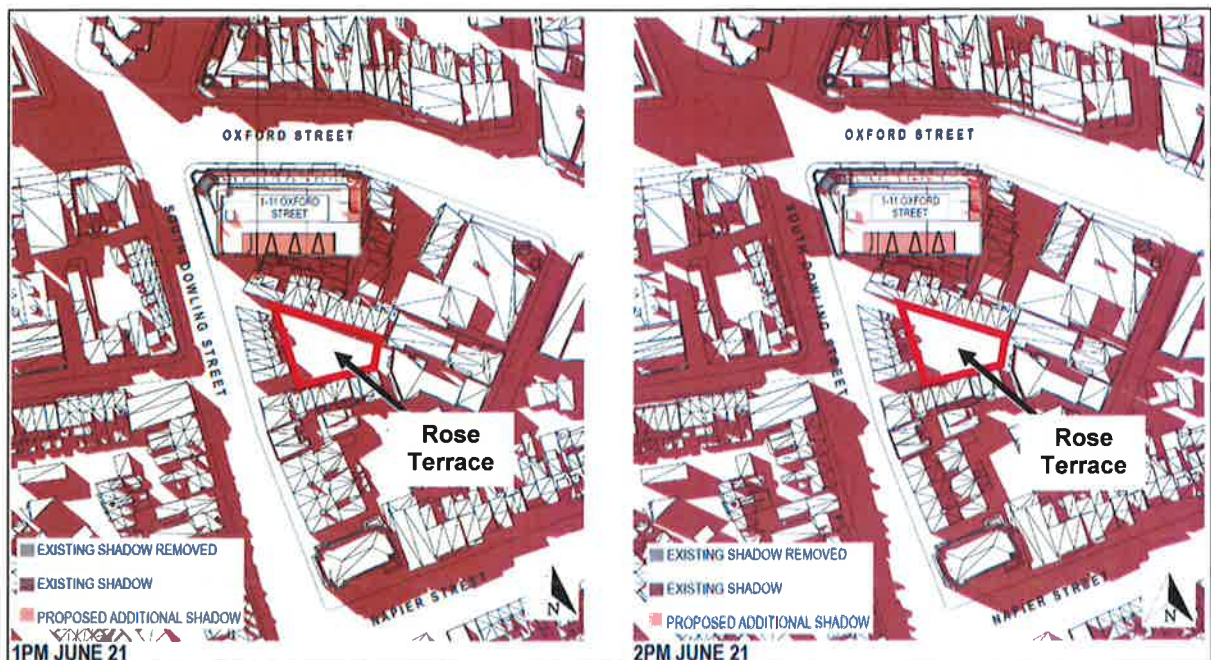 OXFORD STREET
1-11 OXFORD
STREET
SOUTH DOWLING STREET
Rose
Terrace
EXISTING SHADOW REMOVED
EXISTING SHADOW
PROPOSED ADDITIONAL SHADOW
NAPIER STREET
N
1PM JUNE 21
OXFORD STREET
1-11 OXFORD
STREET
SOUTH DOWLING STREET
Rose
Terrace
EXISTING SHADOW REMOVED
EXISTING SHADOW
PROPOSED ADDITIONAL SHADOW
NAPIER STREET
N
2PM JUNE 21